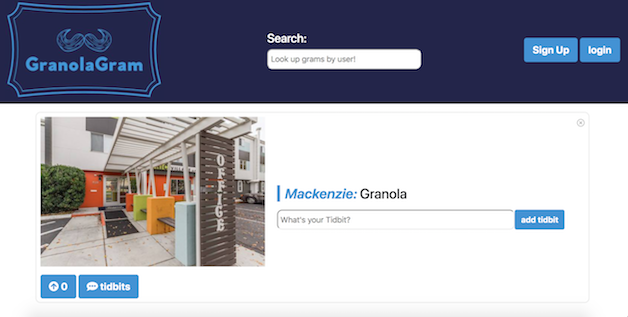 GranolaGram
Search:
Look up grams by user!
Sign Up
login
OFFICE
Mackenzie: Granola
What's your Tidbit?
add tidbit
0
tidbits